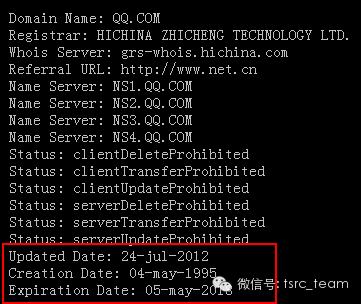 Domain Name: QQ.COM
Registrar: HICHINA ZHICHENG TECHNOLOGY LTD.
Whois Server: grs-whois.hichina.com
Referral URL: http://www.net.cn
Name Server: NS1.QQ.COM
Name Server: NS2.QQ.COM
Name Server: NS3.QQ.COM
Name Server: NS4.QQ.COM
Status: clientDeleteProhibited
Status: clientTransferProhibited
Status: clientUpdateProhibited
Status: serverDeleteProhibited
Status: serverTransferProhibited
Status: serverUpdateProhibited
Updated Date: 24-jul-2012
Creation Date: 04-may-1995
Expiration Date: 05-may-
微信号: tsrc_team